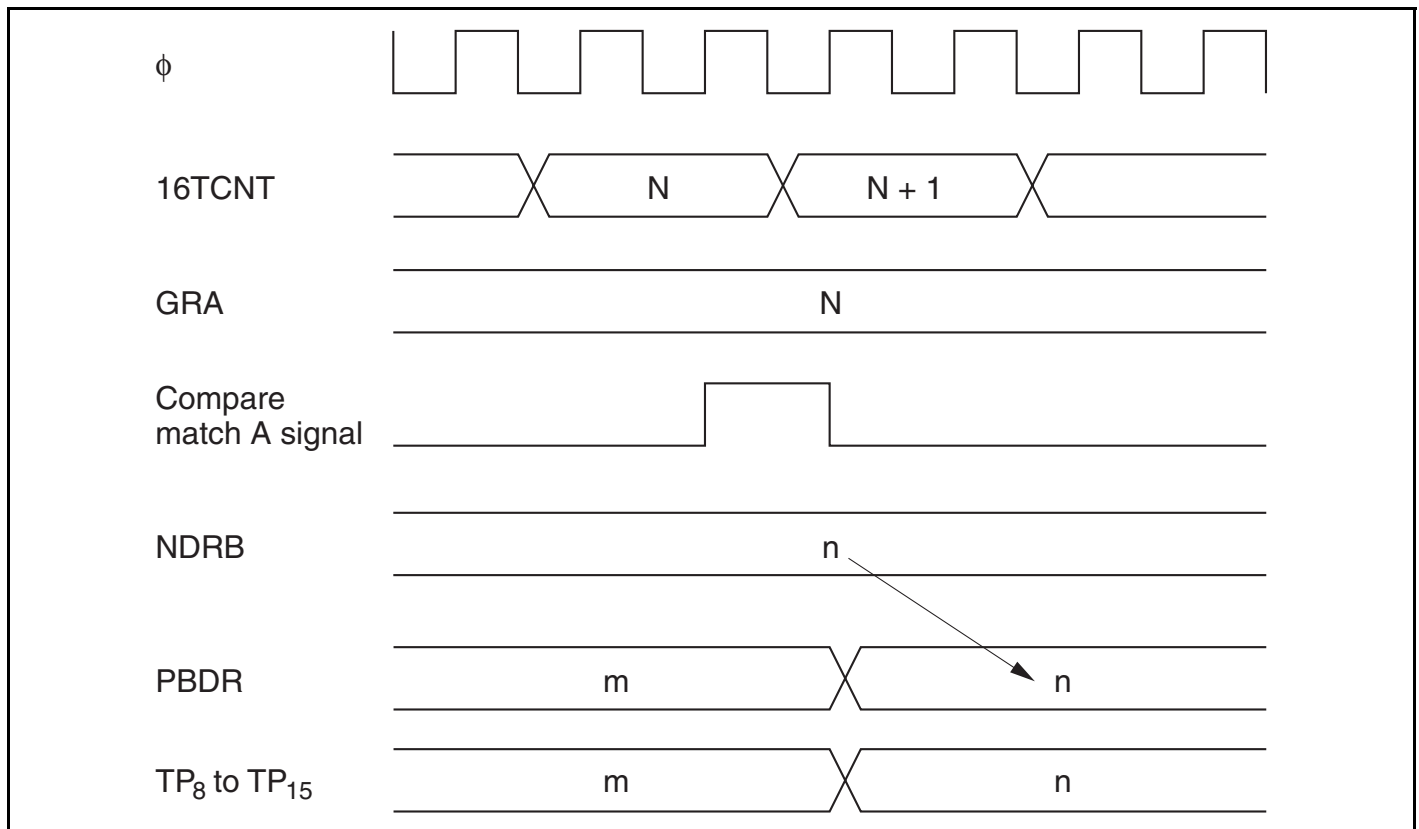 ϕ
16TCNT N N + 1
GRA N
Compare
match A signal
NDRB n
PBDR m n
TP8 to TP15 m n